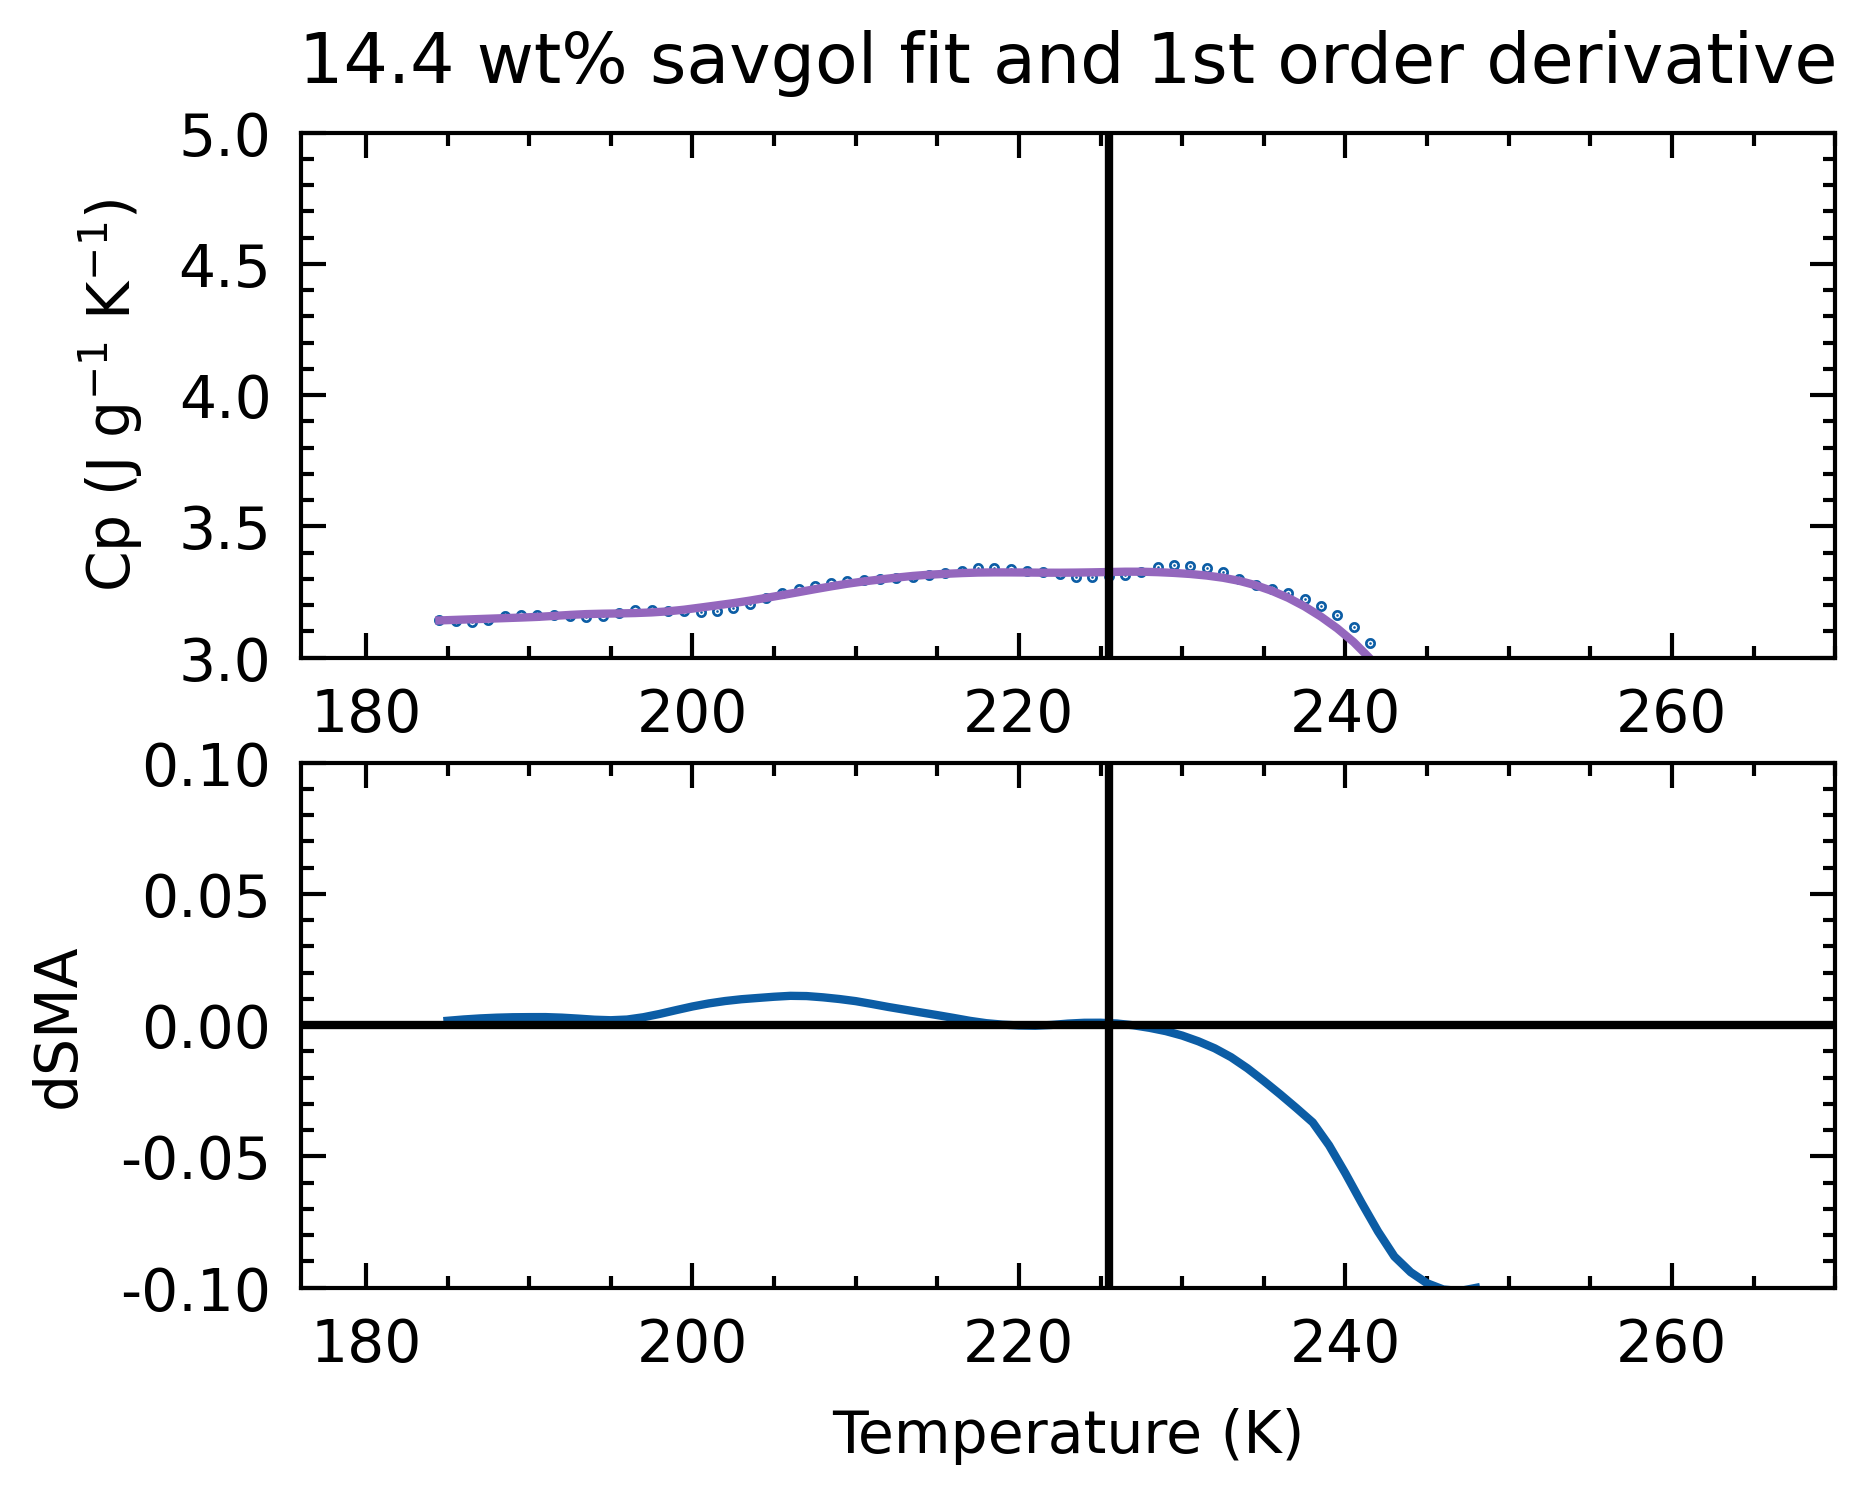 14.4 wt% savgol fit and 1st order derivative
5.0
4.5
4.0
3.5
3.0
Cp (J g⁻¹ K⁻¹)
180 200 220 240 260
0.10
0.05
0.00
-0.05
-0.10
dSMA
180 200 220 240 260
Temperature (K)